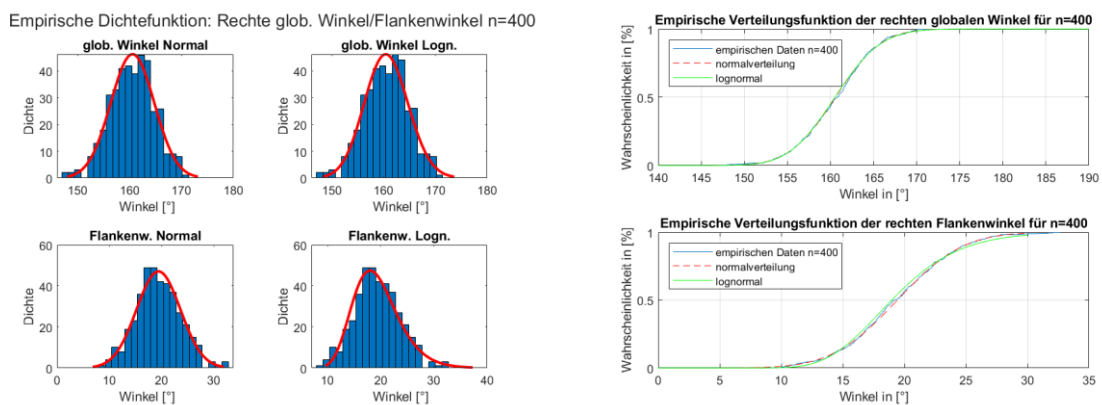 Empirische Dichtefunktion: Rechte glob. Winkel/Flankenwinkel n=400
glob. Winkel Normal
Dichte
40
30
20
10
0
150 160 170 180
Winkel [°]
glob. Winkel Logn.
Dichte
40
30
20
10
0
150 160 170 180
Winkel [°]
Flankenw. Normal
Dichte
60
40
20
0
0 10 20 30
Winkel [°]
Flankenw. Logn.
Dichte
60
40
20
0
10 20 30 40
Winkel [°]
Empirische Verteilungsfunktion der rechten globalen Winkel für n=400
Wahrscheinlichkeit in [%]
1
0.5
0
empirischen Daten n=400
normalverteilung
lognormal
140 145 150 155 160 165 170 175 180 185 190
Winkel in [°]
Empirische Verteilungsfunktion der rechten Flankenwinkel für n=400
Wahrscheinlichkeit in [%]
1
0.5
0
empirischen Daten n=400
normalverteilung
lognormal
0 5 10 15 20 25 30 35
Winkel in [°]